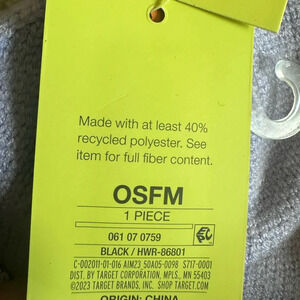 Made with at least 40%
recycled polyester. See
item for full fiber content.
OSFM
1 PIECE
061 07 0759
BLACK / HWR-86801
C-002011-01-016 AIM23 50A05-0098 S717-0001
DIST. BY TARGET CORPORATION, MPLS., MN 55403
©2023 TARGET BRANDS, INC. SHOP TARGET.COM
ORIGIN: CHINA